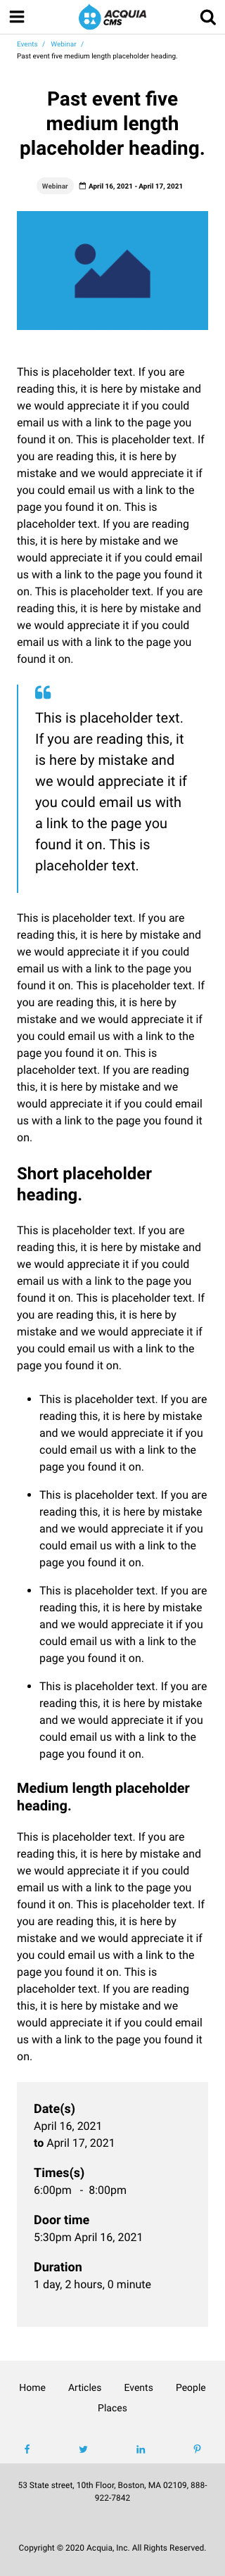 ACQUIA
CMS
Events / Webinar /
Past event five medium length placeholder heading.
Past event five
medium length
placeholder heading.
Webinar April 16, 2021 - April 17, 2021
This is placeholder text. If you are
reading this, it is here by mistake and
we would appreciate it if you could
email us with a link to the page you
found it on. This is placeholder text. If
you are reading this, it is here by
mistake and we would appreciate it if
you could email us with a link to the
page you found it on. This is
placeholder text. If you are reading
this, it is here by mistake and we
would appreciate it if you could email
us with a link to the page you found it
on. This is placeholder text. If you are
reading this, it is here by mistake and
we would appreciate it if you could
email us with a link to the page you
found it on.
This is placeholder text.
If you are reading this, it
is here by mistake and
we would appreciate it if
you could email us with
a link to the page you
found it on. This is
placeholder text.
This is placeholder text. If you are
reading this, it is here by mistake and
we would appreciate it if you could
email us with a link to the page you
found it on. This is placeholder text. If
you are reading this, it is here by
mistake and we would appreciate it if
you could email us with a link to the
page you found it on. This is
placeholder text. If you are reading
this, it is here by mistake and we
would appreciate it if you could email
us with a link to the page you found it
on.
Short placeholder
heading.
This is placeholder text. If you are
reading this, it is here by mistake and
we would appreciate it if you could
email us with a link to the page you
found it on. This is placeholder text. If
you are reading this, it is here by
mistake and we would appreciate it if
you could email us with a link to the
page you found it on.
• This is placeholder text. If you are
reading this, it is here by mistake
and we would appreciate it if you
could email us with a link to the
page you found it on.
• This is placeholder text. If you are
reading this, it is here by mistake
and we would appreciate it if you
could email us with a link to the
page you found it on.
• This is placeholder text. If you are
reading this, it is here by mistake
and we would appreciate it if you
could email us with a link to the
page you found it on.
• This is placeholder text. If you are
reading this, it is here by mistake
and we would appreciate it if you
could email us with a link to the
page you found it on.
Medium length placeholder
heading.
This is placeholder text. If you are
reading this, it is here by mistake and
we would appreciate it if you could
email us with a link to the page you
found it on. This is placeholder text. If
you are reading this, it is here by
mistake and we would appreciate it if
you could email us with a link to the
page you found it on. This is
placeholder text. If you are reading
this, it is here by mistake and we
would appreciate it if you could email
us with a link to the page you found it
on.
Date(s)
April 16, 2021
to April 17, 2021
Times(s)
6:00pm - 8:00pm
Door time
5:30pm April 16, 2021
Duration
1 day, 2 hours, 0 minute
Home Articles Events People
Places
53 State street, 10th Floor, Boston, MA 02109, 888-
922-7842
Copyright © 2020 Acquia, Inc. All Rights Reserved.